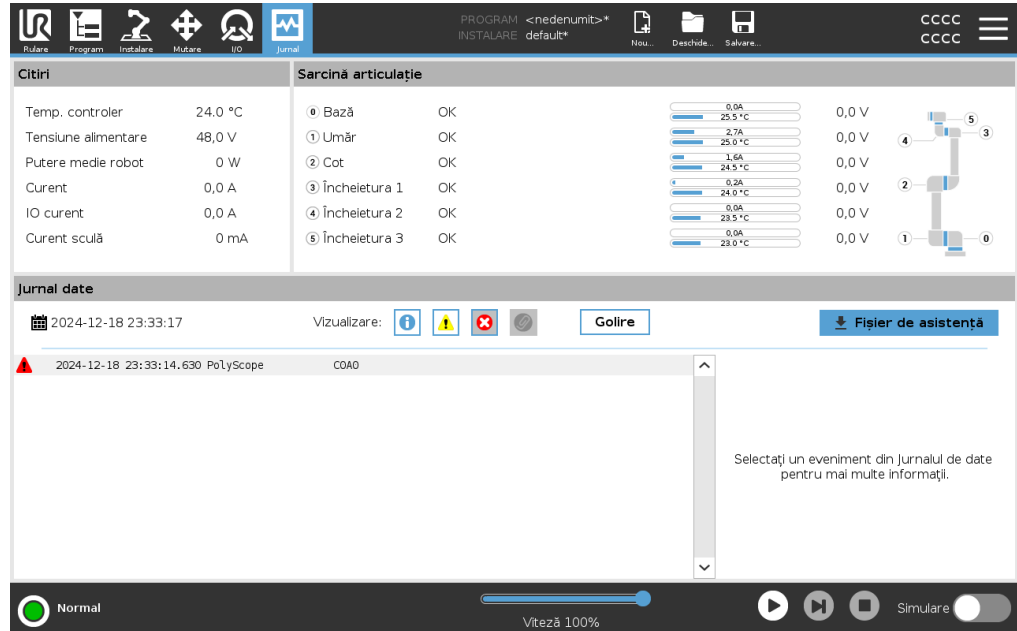 UR
PROGRAM <nedenumit>*
INSTALARE default*
cccc
cccc
Rulare Program Instalare Mutare I/O Jurnal Nou... Deschide... Salvare...
Citiri
Temp. controler 24.0 °C
Tensiune alimentare 48,0 V
Putere medie robot 0 W
Curent 0,0 A
IO curent 0,0 A
Curent sculă 0 mA
Sarcină articulație
0 Bază OK 0,0A 25.5 °C 0,0 V
1 Umăr OK 2,7A 25.0 °C 0,0 V
2 Cot OK 1,6A 24.5 °C 0,0 V
3 Încheietura 1 OK 0,2A 24.0 °C 0,0 V
4 Încheietura 2 OK 0,0A 23.5 °C 0,0 V
5 Încheietura 3 OK 0,0A 23.0 °C 0,0 V
5
4 3
2
1 0
Jurnal date
2024-12-18 23:33:17 Vizualizare: Golire Fișier de asistență
2024-12-18 23:33:14.630 PolyScope C0A0
Selectați un eveniment din Jurnalul de date
pentru mai multe informații.
Normal
Viteză 100%
Simulare